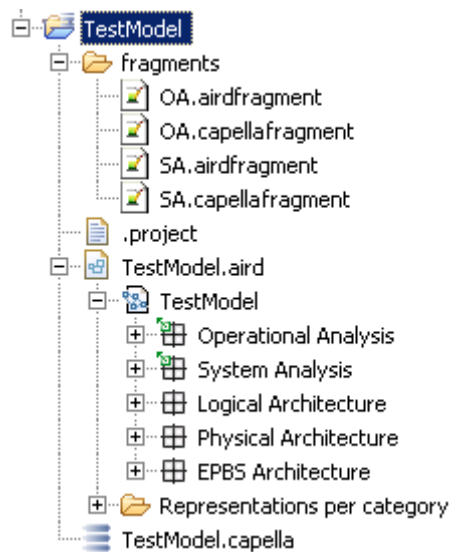 TestModel
fragments
OA.airdfragment
OA.capellafragment
SA.airdfragment
SA.capellafragment
.project
TestModel.aird
TestModel
Operational Analysis
System Analysis
Logical Architecture
Physical Architecture
EPBS Architecture
Representations per category
TestModel.capella